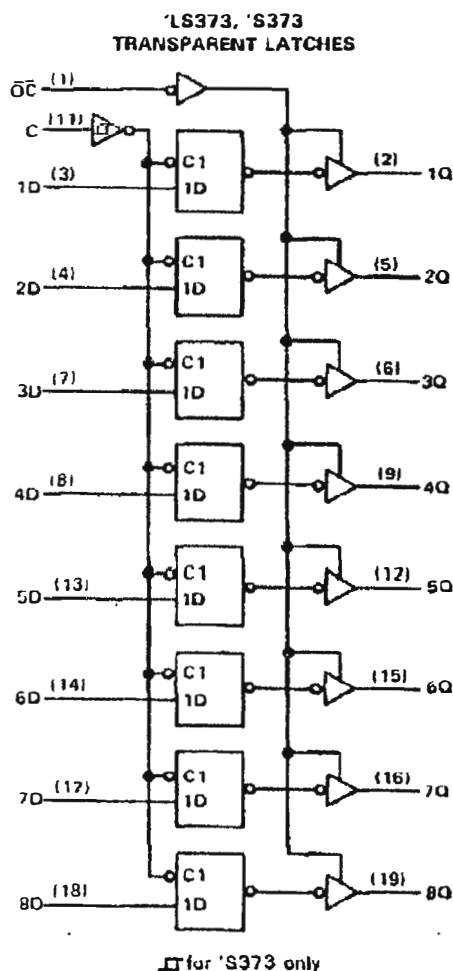 'LS373, 'S373
TRANSPARENT LATCHES
O̅C̅ (1)
C (11)
C1
1D (3) 1D (2) 1Q
C1
2D (4) 1D (5) 2Q
C1
3D (7) 1D (6) 3Q
C1
4D (8) 1D (9) 4Q
C1
5D (13) 1D (12) 5Q
C1
6D (14) 1D (15) 6Q
C1
7D (17) 1D (16) 7Q
C1
8D (18) 1D (19) 8Q
for 'S373 only